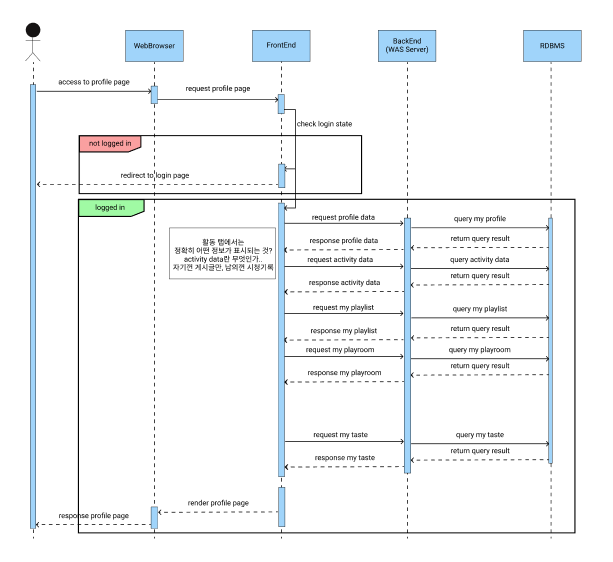 WebBrowser
FrontEnd
BackEnd
(WAS Server)
RDBMS
access to profile page
request profile page
check login state
not logged in
redirect to login page
logged in
request profile data
query my profile
활동 탭에서는
정확히 어떤 정보가 표시되는 것?
activity data란 무엇인가..
자기껀 게시글만, 남의껀 시청기록
response profile data
return query result
request activity data
query activity data
return query result
response activity data
request my playlist
query my playlist
response my playlist
return query result
request my playroom
query my playroom
return query result
response my playroom
request my taste
query my taste
return query result
response my taste
render profile page
response profile page